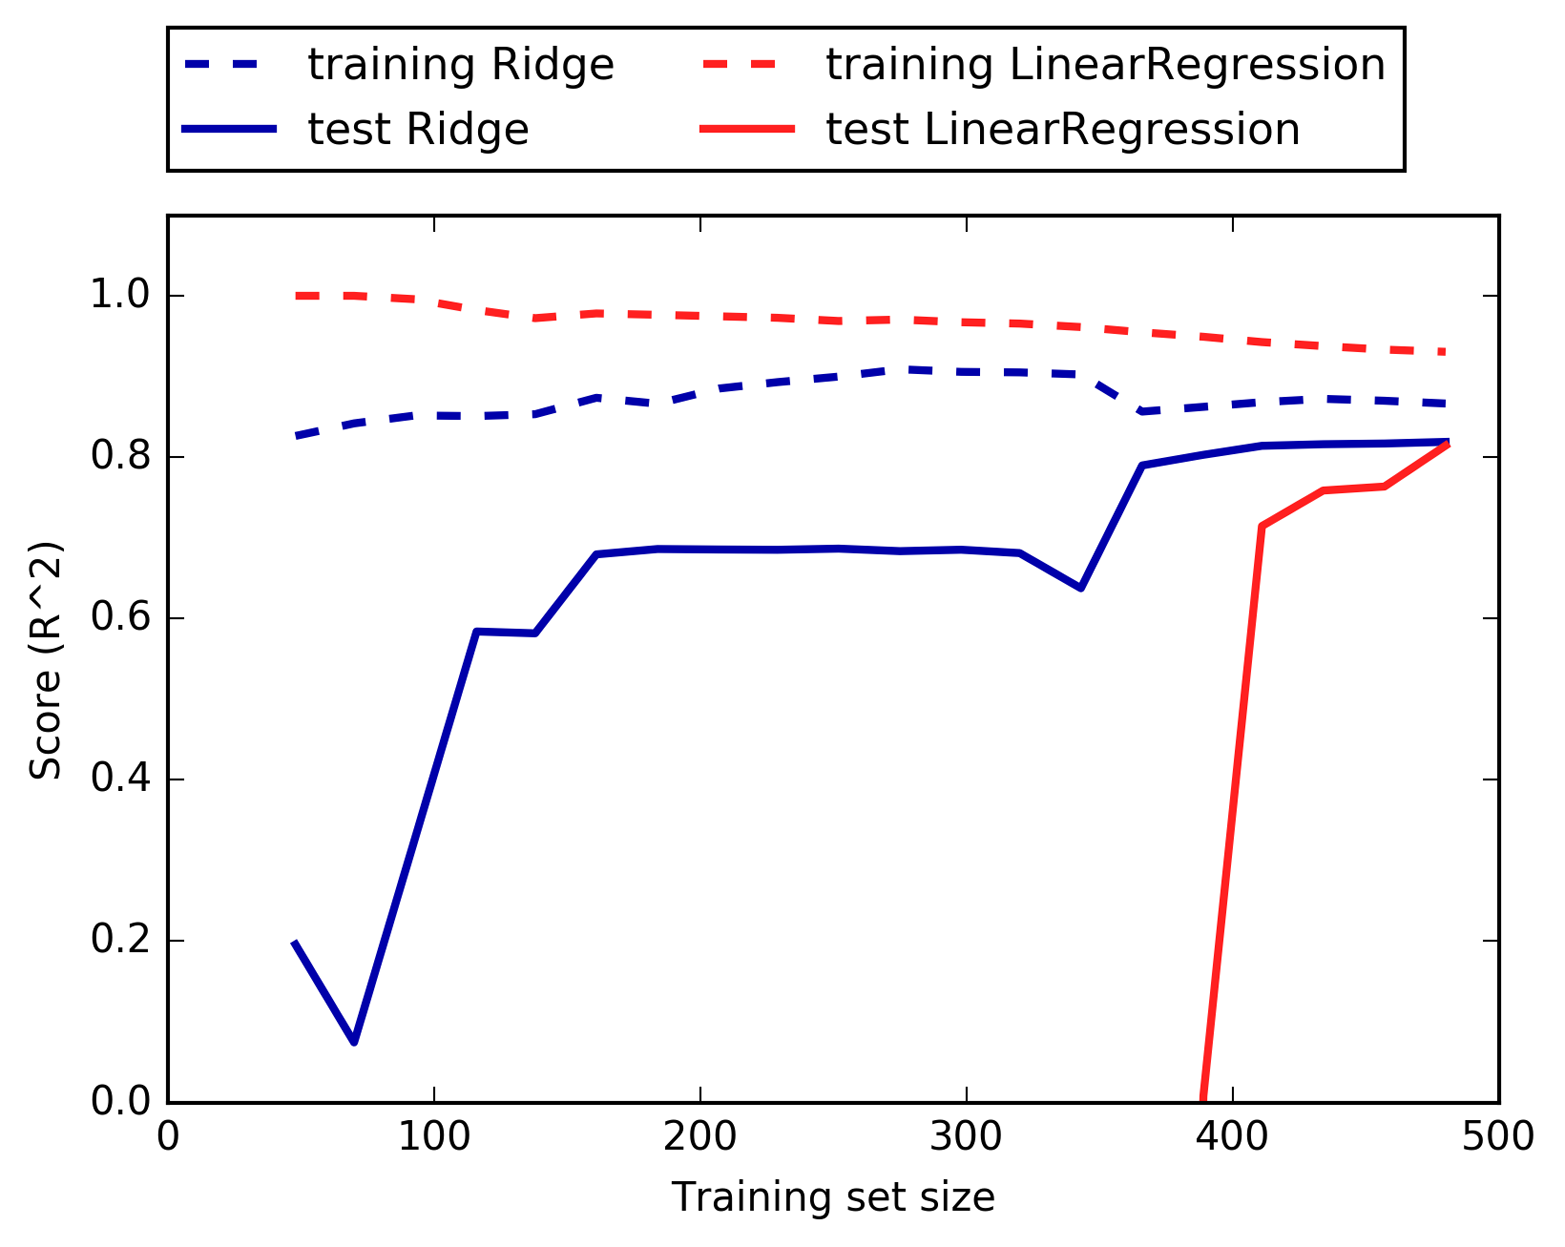 training Ridge training LinearRegression
test Ridge test LinearRegression
1.0
0.8
0.6
0.4
0.2
0.0
Score (R^2)
0 100 200 300 400 500
Training set size